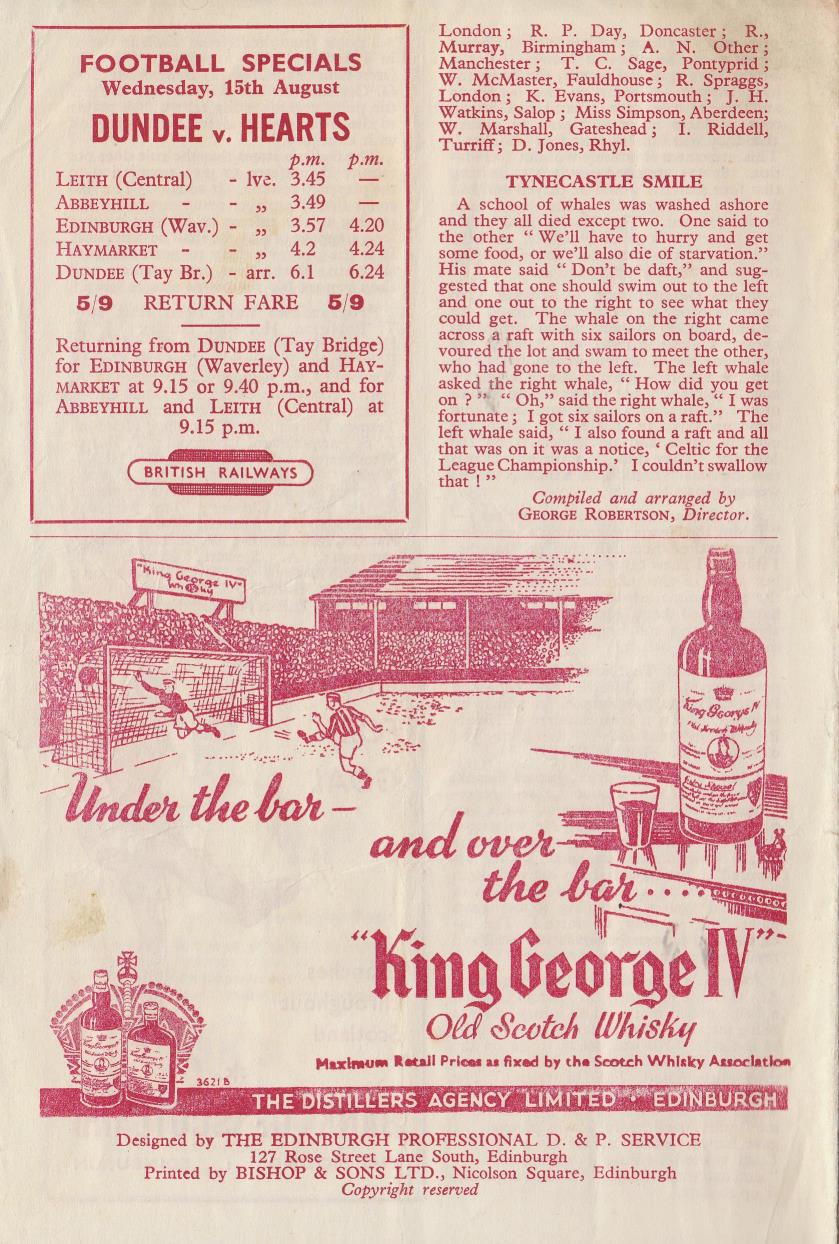 FOOTBALL SPECIALS
Wednesday, 15th August
DUNDEE v. HEARTS
p.m. p.m.
LEITH (Central) - lve. 3.45 —
ABBEYHILL - - „ 3.49 —
EDINBURGH (Wav.) - „ 3.57 4.20
HAYMARKET - - „ 4.2 4.24
DUNDEE (Tay Br.) - arr. 6.1 6.24
5/9 RETURN FARE 5/9
Returning from DUNDEE (Tay Bridge)
for EDINBURGH (Waverley) and HAY-
MARKET at 9.15 or 9.40 p.m., and for
ABBEYHILL and LEITH (Central) at
9.15 p.m.
BRITISH RAILWAYS
London; R. P. Day, Doncaster; R.,
Murray, Birmingham; A. N. Other;
Manchester; T. C. Sage, Pontyprid;
W. McMaster, Fauldhouse; R. Spraggs,
London; K. Evans, Portsmouth; J. H.
Watkins, Salop; Miss Simpson, Aberdeen;
W. Marshall, Gateshead; I. Riddell,
Turriff; D. Jones, Rhyl.
TYNECASTLE SMILE
A school of whales was washed ashore
and they all died except two. One said to
the other " We'll have to hurry and get
some food, or we'll also die of starvation."
His mate said " Don't be daft," and sug-
gested that one should swim out to the left
and one out to the right to see what they
could get. The whale on the right came
across a raft with six sailors on board, de-
voured the lot and swam to meet the other,
who had gone to the left. The left whale
asked the right whale, " How did you get
on ? " " Oh," said the right whale, " I was
fortunate; I got six sailors on a raft." The
left whale said, " I also found a raft and all
that was on it was a notice, ' Celtic for the
League Championship.' I couldn't swallow
that ! "
Compiled and arranged by
GEORGE ROBERTSON, Director.
"King George IV"
Whisky
King George IV
Old Scotch Whisky
Under the bar –
and over
the bar....
"King George IV"
Old Scotch Whisky
Maximum Retail Prices as fixed by the Scotch Whisky Association
3621B
THE DISTILLERS AGENCY LIMITED · EDINBURGH
Designed by THE EDINBURGH PROFESSIONAL D. & P. SERVICE
127 Rose Street Lane South, Edinburgh
Printed by BISHOP & SONS LTD., Nicolson Square, Edinburgh
Copyright reserved